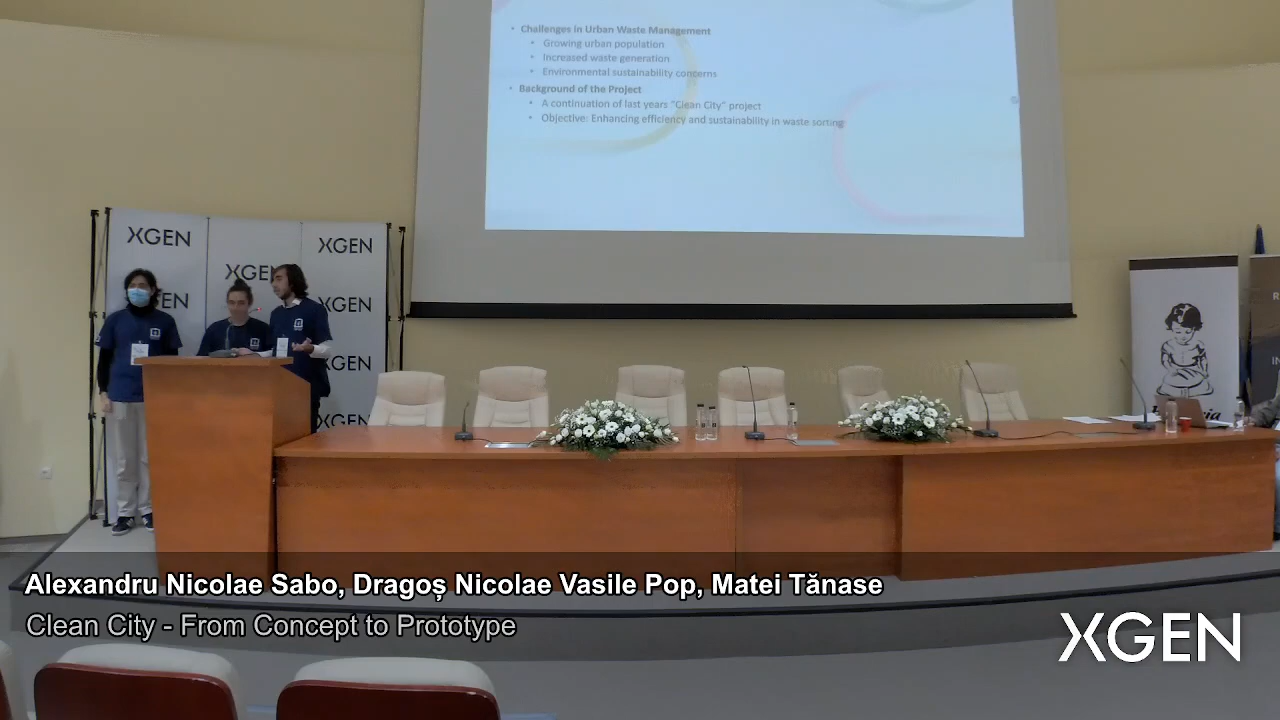 • Challenges in Urban Waste Management
• Growing urban population
• Increased waste generation
• Environmental sustainability concerns
• Background of the Project
• A continuation of last years "Clean City" project
• Objective: Enhancing efficiency and sustainability in waste sorting
XGEN
XGEN
XGEN
XGEN
XGEN
XGEN
Alexandru Nicolae Sabo, Dragoș Nicolae Vasile Pop, Matei Tănase
Clean City - From Concept to Prototype
XGEN